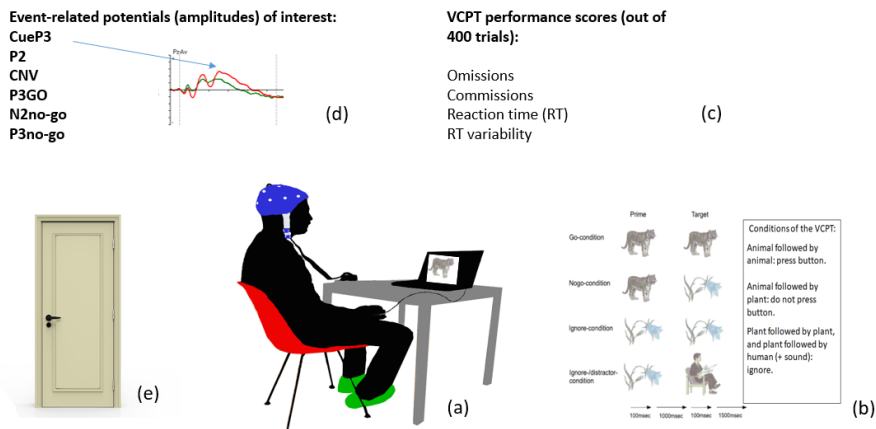 Event-related potentials (amplitudes) of interest:
CueP3
P2
CNV
P3GO
N2no-go
P3no-go
PzAv
(d)
VCPT performance scores (out of
400 trials):
Omissions
Commissions
Reaction time (RT)
RT variability
(c)
(e)
(a)
Prime Target
Go-condition
Nogo-condition
Ignore-condition
Ignore-/distractor-
condition
100msec 1000msec 100msec 1500msec
Conditions of the VCPT:
Animal followed by
animal: press button.
Animal followed by
plant: do not press
button.
Plant followed by plant,
and plant followed by
human (+ sound):
ignore.
(b)